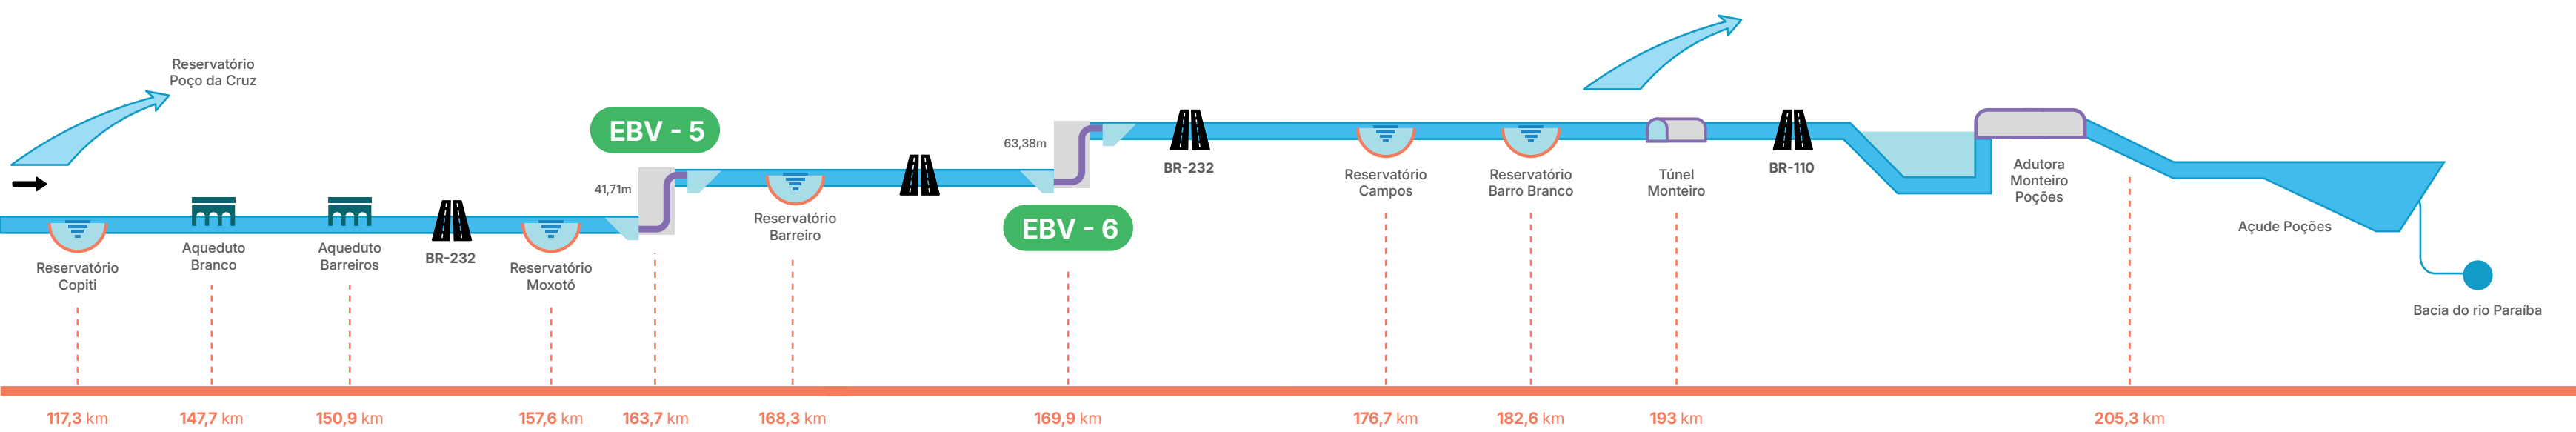 Reservatório
Poço da Cruz
EBV - 5
41,71m
63,38m
EBV - 6
Reservatório
Copiti
Aqueduto
Branco
Aqueduto
Barreiros
BR-232
Reservatório
Moxotó
Reservatório
Barreiro
BR-232
Reservatório
Campos
Reservatório
Barro Branco
Túnel
Monteiro
BR-110
Adutora
Monteiro
Poções
Açude Poções
Bacia do rio Paraíba
117,3 km
147,7 km
150,9 km
157,6 km
163,7 km
168,3 km
169,9 km
176,7 km
182,6 km
193 km
205,3 km